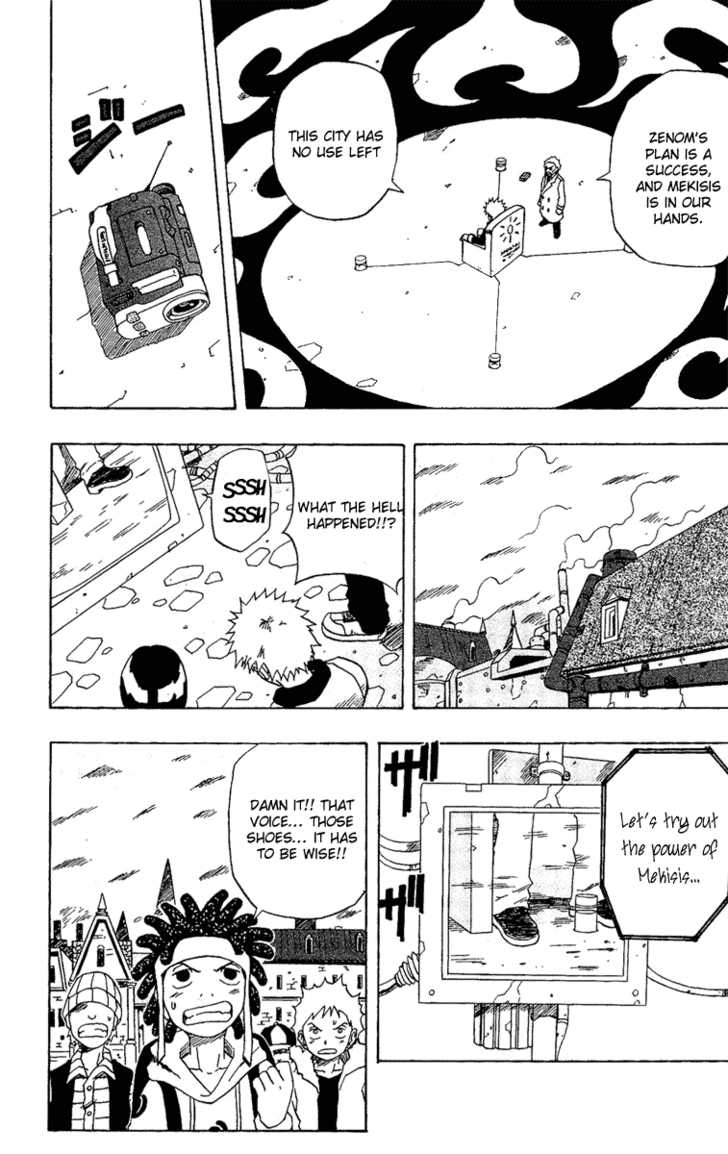 ZENOM'S
PLAN IS A
SUCCESS,
AND MEKISIS
IS IN OUR
HANDS.
THIS CITY HAS
NO USE LEFT
WHAT THE HELL
HAPPENED!!?
SSSH
SSSH
Let's try out
the power of
Mekisis...
DAMN IT!! THAT
VOICE... THOSE
SHOES... IT HAS
TO BE WISE!!